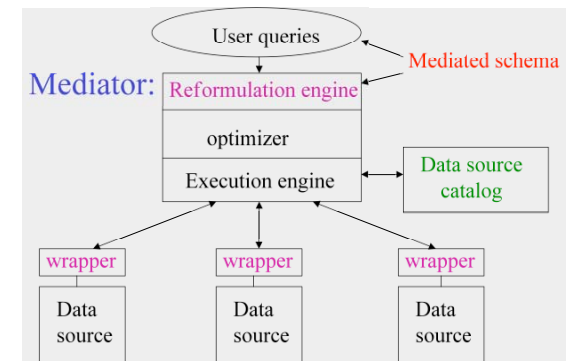 User queries
Mediated schema
Mediator:
Reformulation engine
optimizer
Execution engine
Data source
catalog
wrapper
wrapper
wrapper
Data
source
Data
source
Data
source